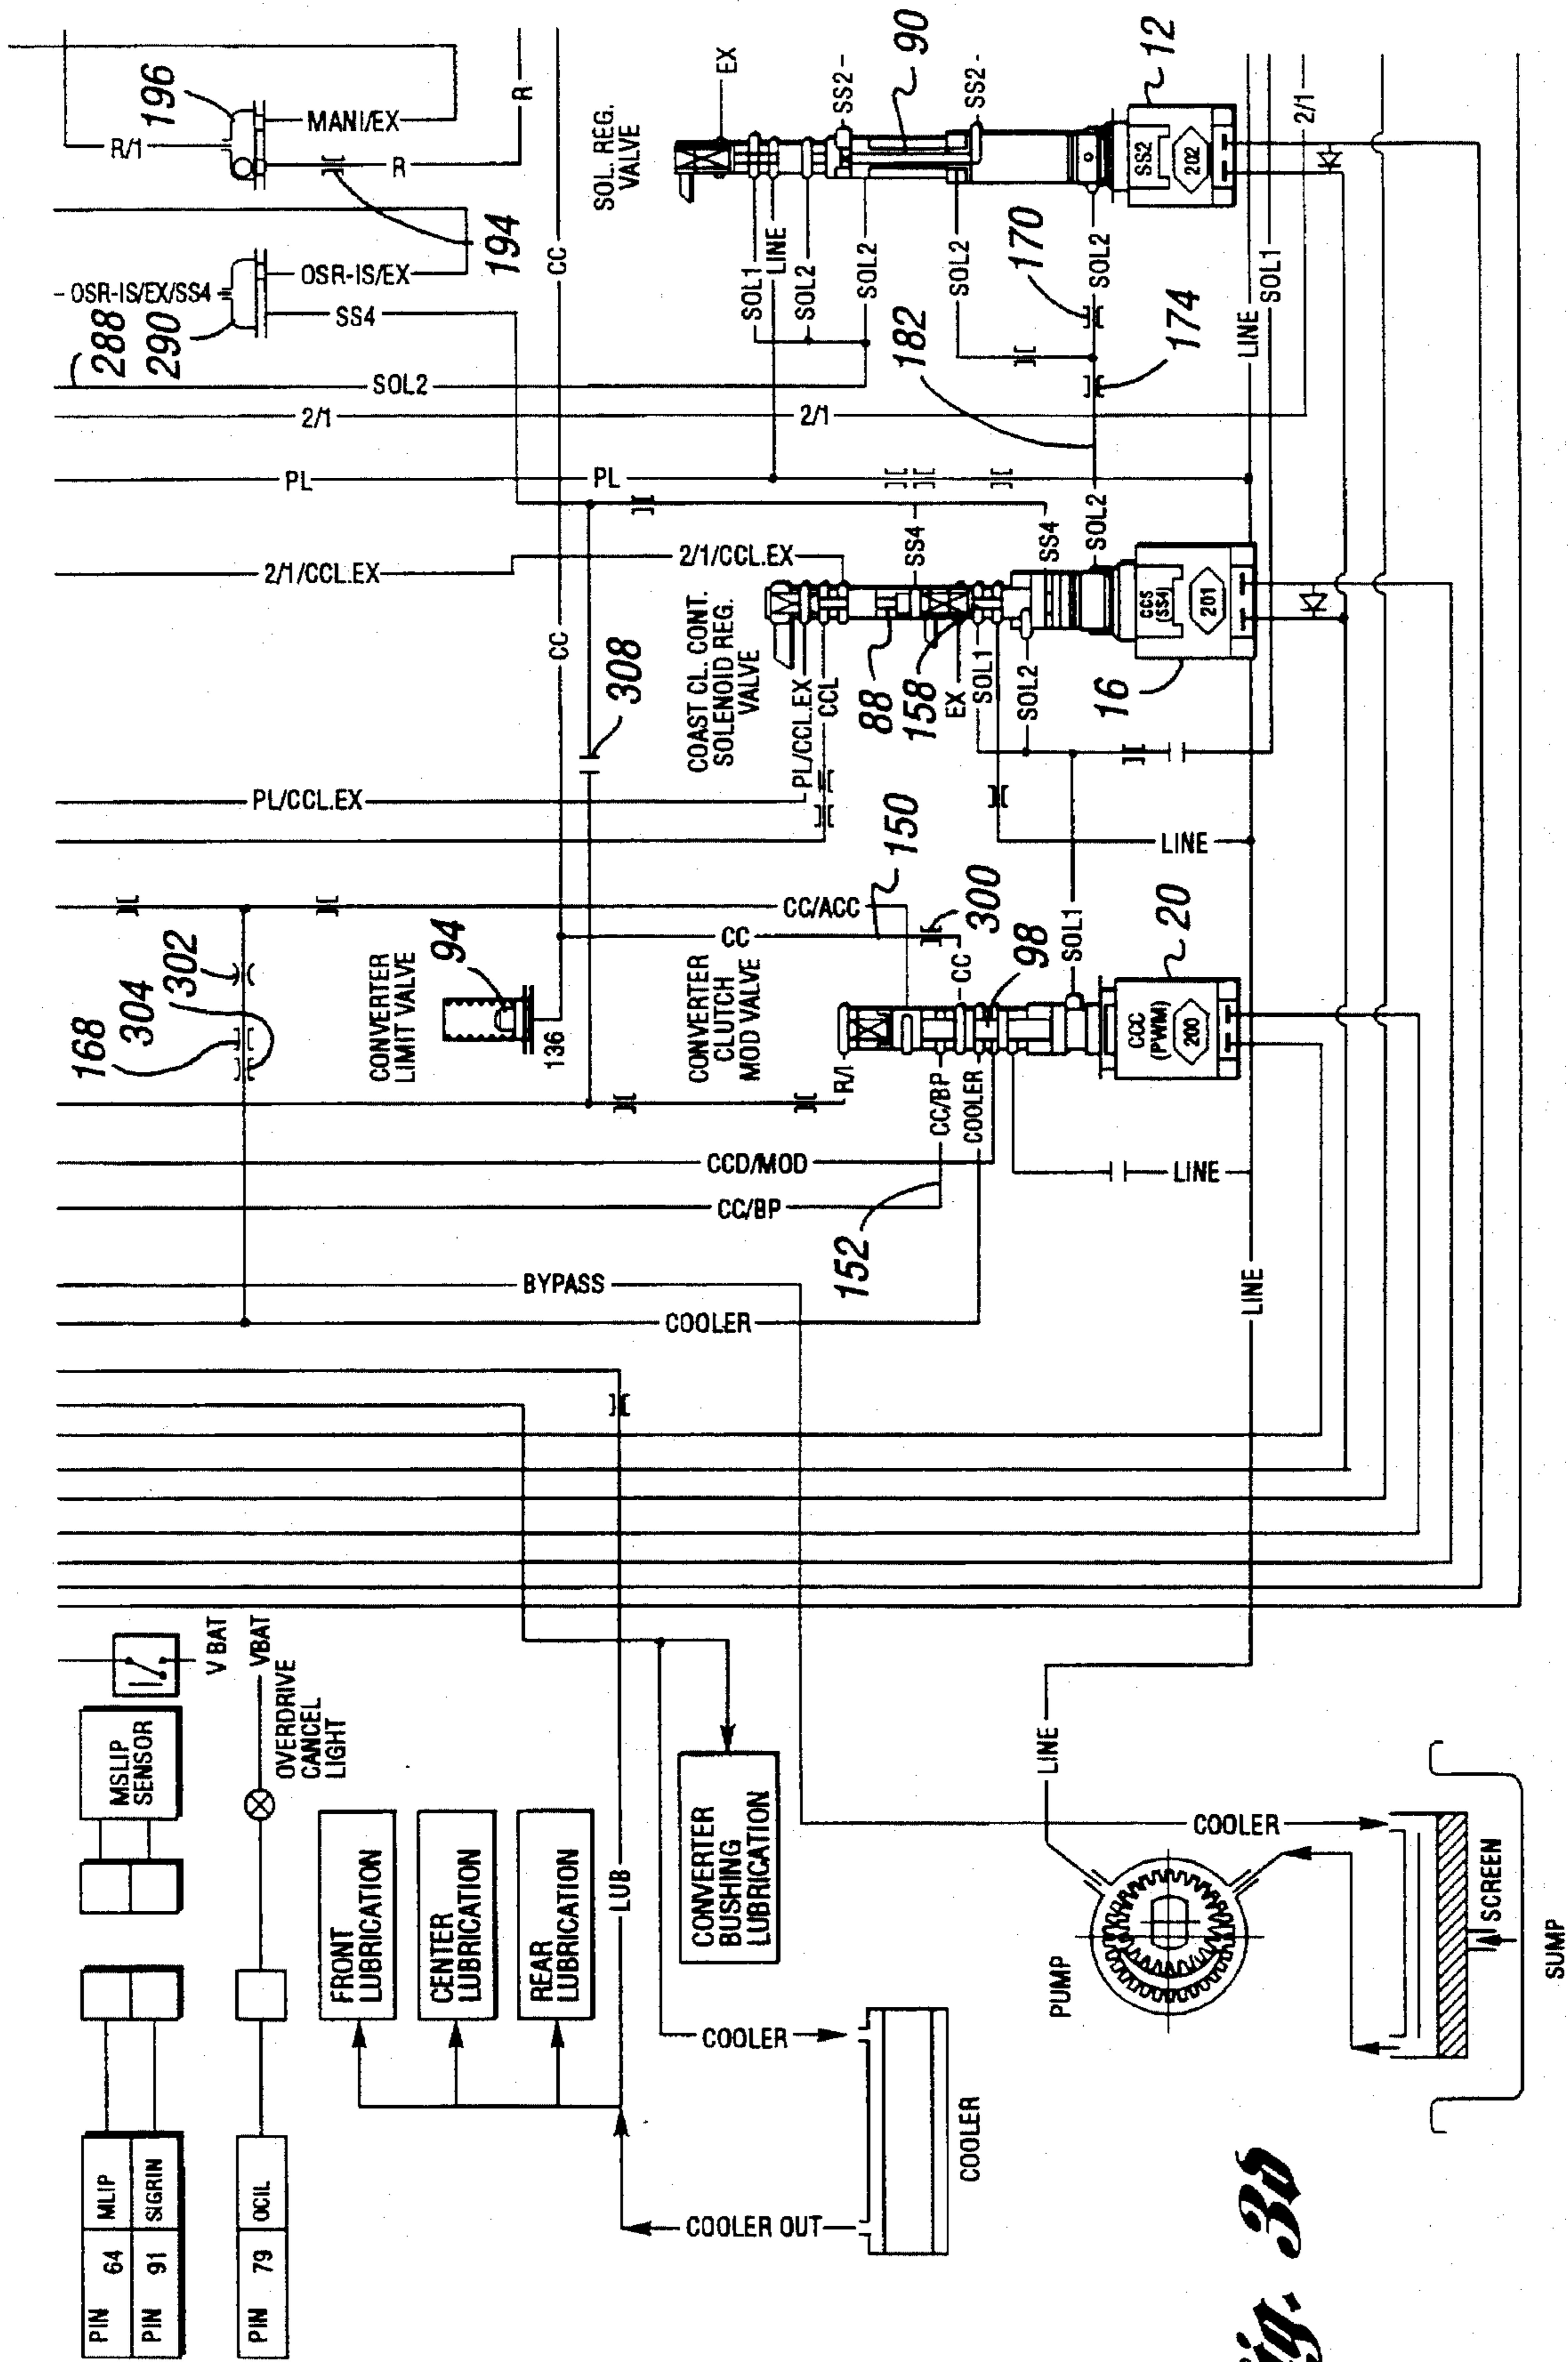 R/1
196
MANI/EX
R
R
194
- OSR-IS/EX/SS4
OSR-IS/EX
SS4
288
290
CC
SOL2
2/1
2/1
PL
PL
SOL. REG.
VALVE
EX
SS2-
90
SS2-
12
SOL1
LINE
SOL2
SOL2
SOL2
SOL2
170
182
174
SS2
202
2/1
LINE
SOL1
2/1/CCL.EX
2/1/CCL.EX
SS4
SS4
SOL2
CC
308
COAST CL. CONT.
SOLENOID REG.
VALVE
PL/CCL.EX
CCL
88
158
EX
SOL1
SOL2
16
CCS
(SS4)
201
PL/CCL.EX
LINE
CC/ACC
CC
150
300
CC
98
SOL1
20
168
304
302
CONVERTER
LIMIT VALVE
94
136
CONVERTER
CLUTCH
MOD VALVE
R/I
CC/BP
COOLER
CCC
(PWM)
200
CCD/MOD
CC/BP
152
LINE
BYPASS
COOLER
LINE
V BAT
VBAT
MSLIP
SENSOR
OVERDRIVE
CANCEL
LIGHT
FRONT
LUBRICATION
CENTER
LUBRICATION
REAR
LUBRICATION
LUB
CONVERTER
BUSHING
LUBRICATION
LINE
COOLER
PUMP
SCREEN
SUMP
COOLER
COOLER
COOLER OUT
PIN 64 MLIP
PIN 91 SIGRIN
PIN 79 OCIL
ig. 3d